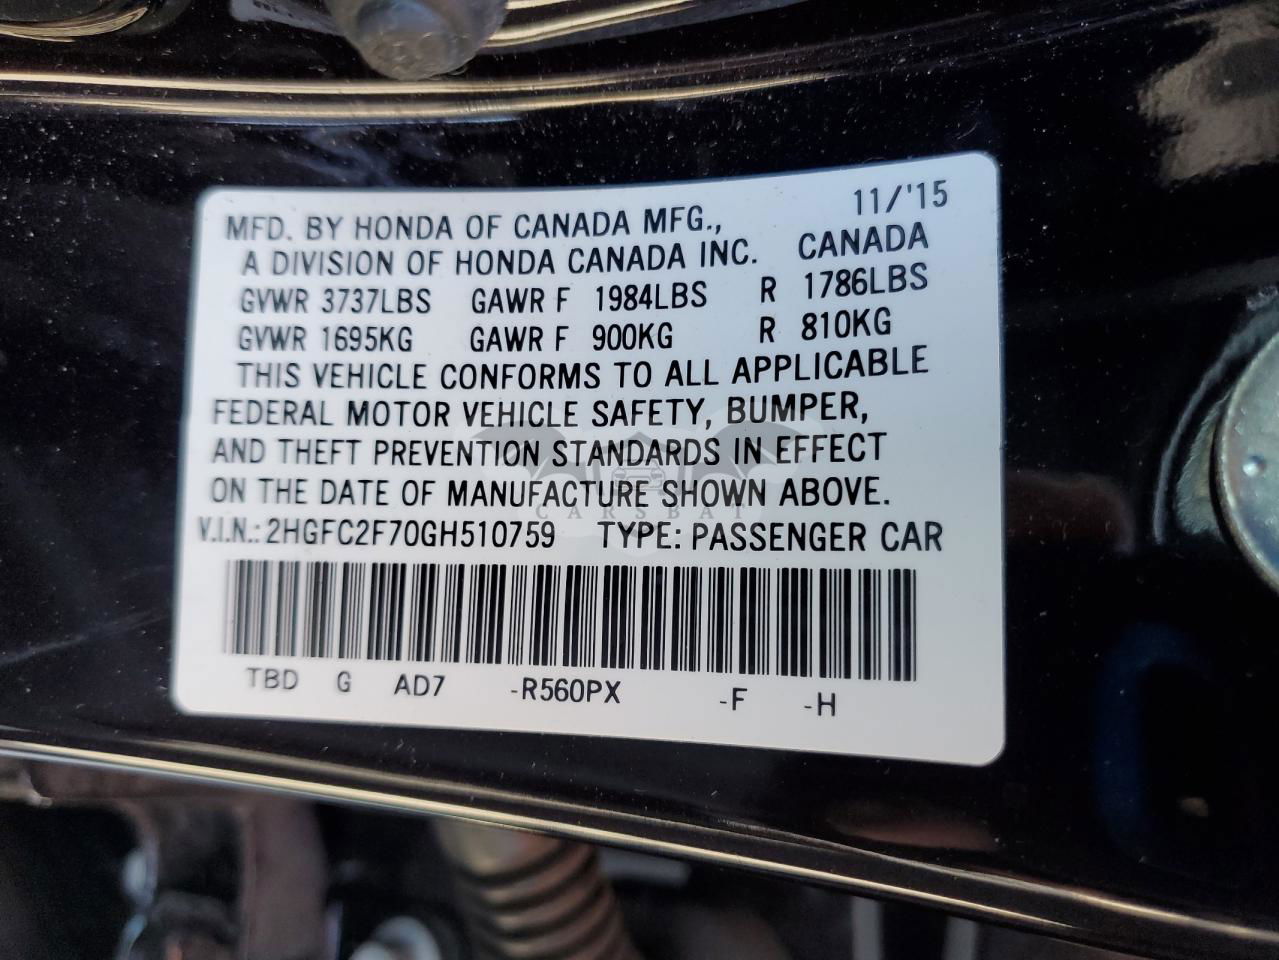 11/'15
MFD. BY HONDA OF CANADA MFG.,
A DIVISION OF HONDA CANADA INC. CANADA
GVWR 3737LBS GAWR F 1984LBS R 1786LBS
GVWR 1695KG GAWR F 900KG R 810KG
THIS VEHICLE CONFORMS TO ALL APPLICABLE
FEDERAL MOTOR VEHICLE SAFETY, BUMPER,
AND THEFT PREVENTION STANDARDS IN EFFECT
ON THE DATE OF MANUFACTURE SHOWN ABOVE.
CARSBAT
V.I.N.: 2HGFC2F70GH510759 TYPE: PASSENGER CAR
TBD G AD7 -R560PX -F -H